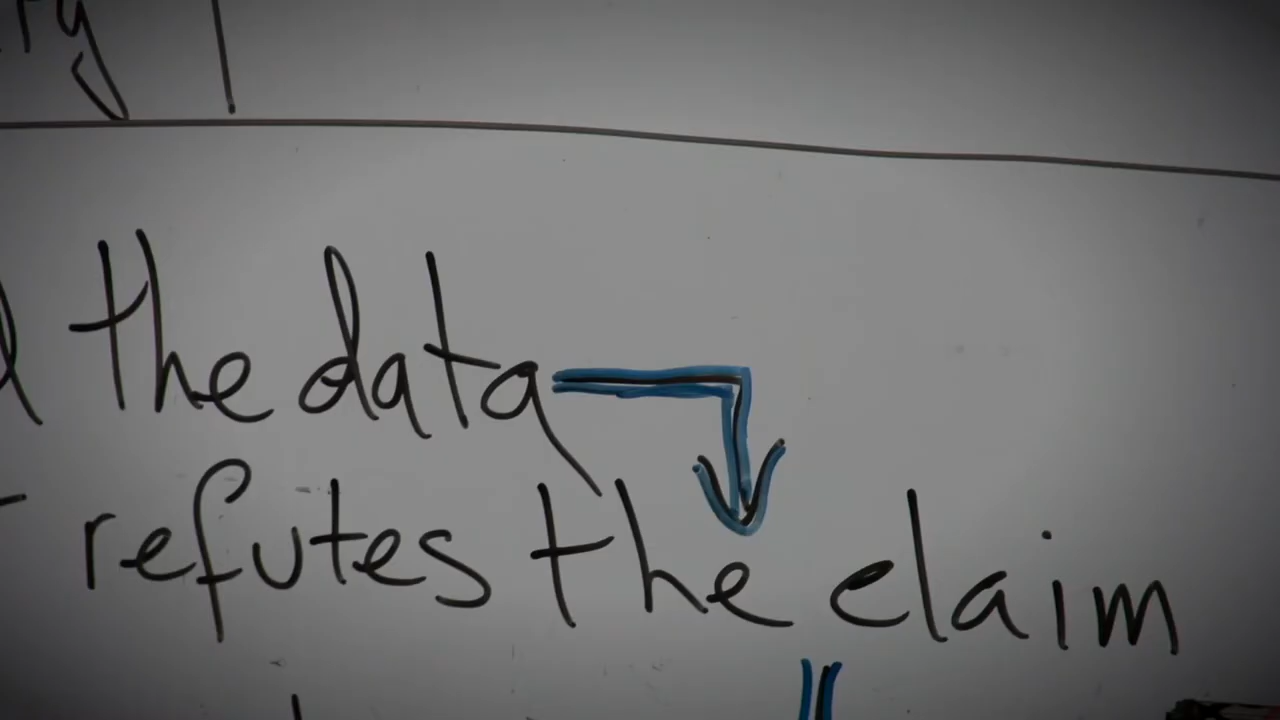 the data
refutes the claim